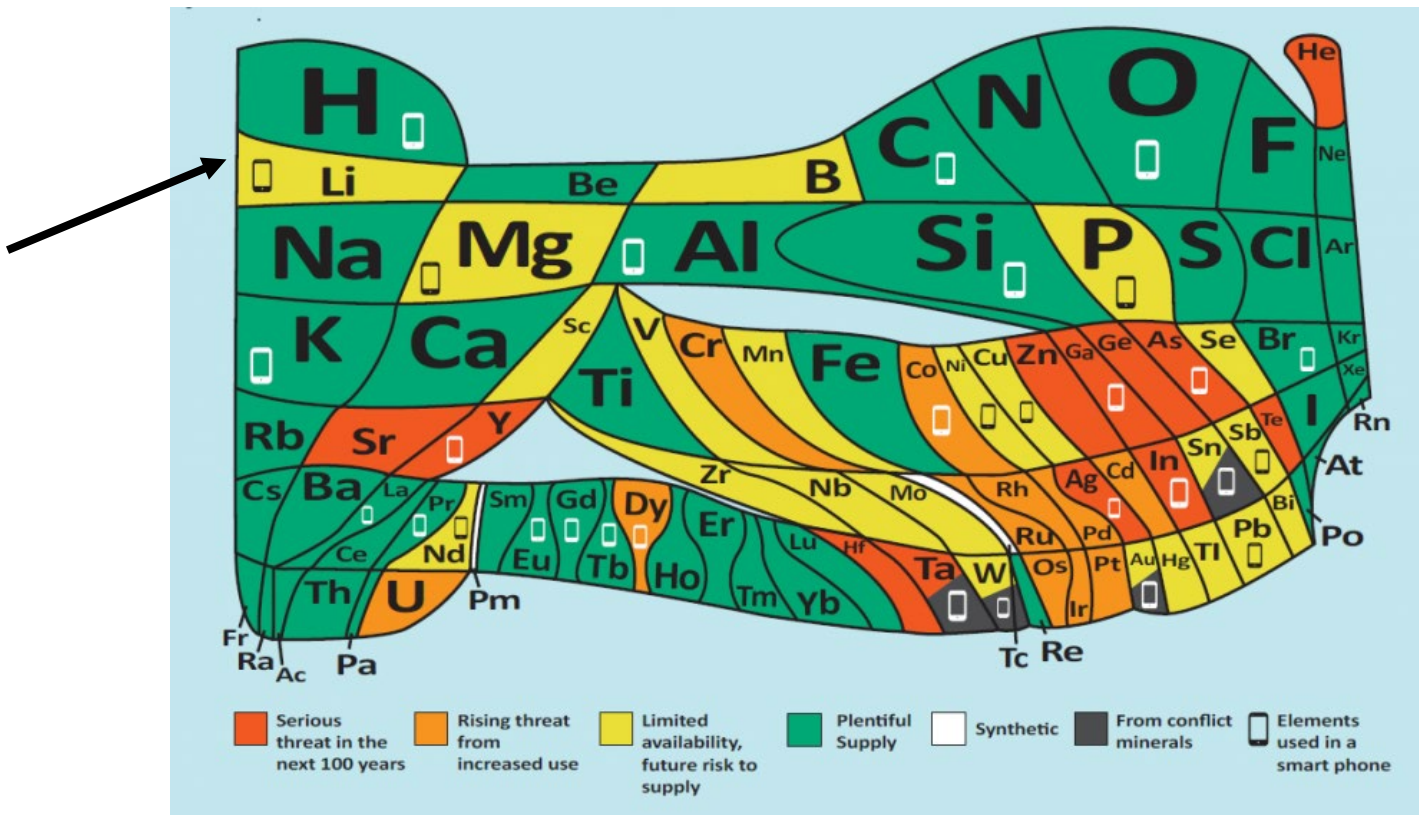 H
He
C
N
O
F
Ne
Li
Be
B
Na
Mg
Al
Si
P
S
Cl
Ar
K
Ca
Sc
Ti
V
Cr
Mn
Fe
Co
Ni
Cu
Zn
Ga
Ge
As
Se
Br
Kr
Xe
Rb
Sr
Y
Zr
Nb
Mo
Rh
Ru
Ag
Pd
Cd
In
Sn
Sb
Te
I
Rn
At
Cs
Ba
La
Ce
Pr
Nd
Sm
Eu
Gd
Tb
Dy
Ho
Er
Tm
Yb
Lu
Hf
Ta
W
Os
Ir
Pt
Au
Hg
Tl
Pb
Bi
Po
Th
U
Pm
Fr
Ra
Ac
Pa
Tc
Re
Serious
threat in the
next 100 years
Rising threat
from
increased use
Limited
availability,
future risk to
supply
Plentiful
Supply
Synthetic
From conflict
minerals
Elements
used in a
smart phone